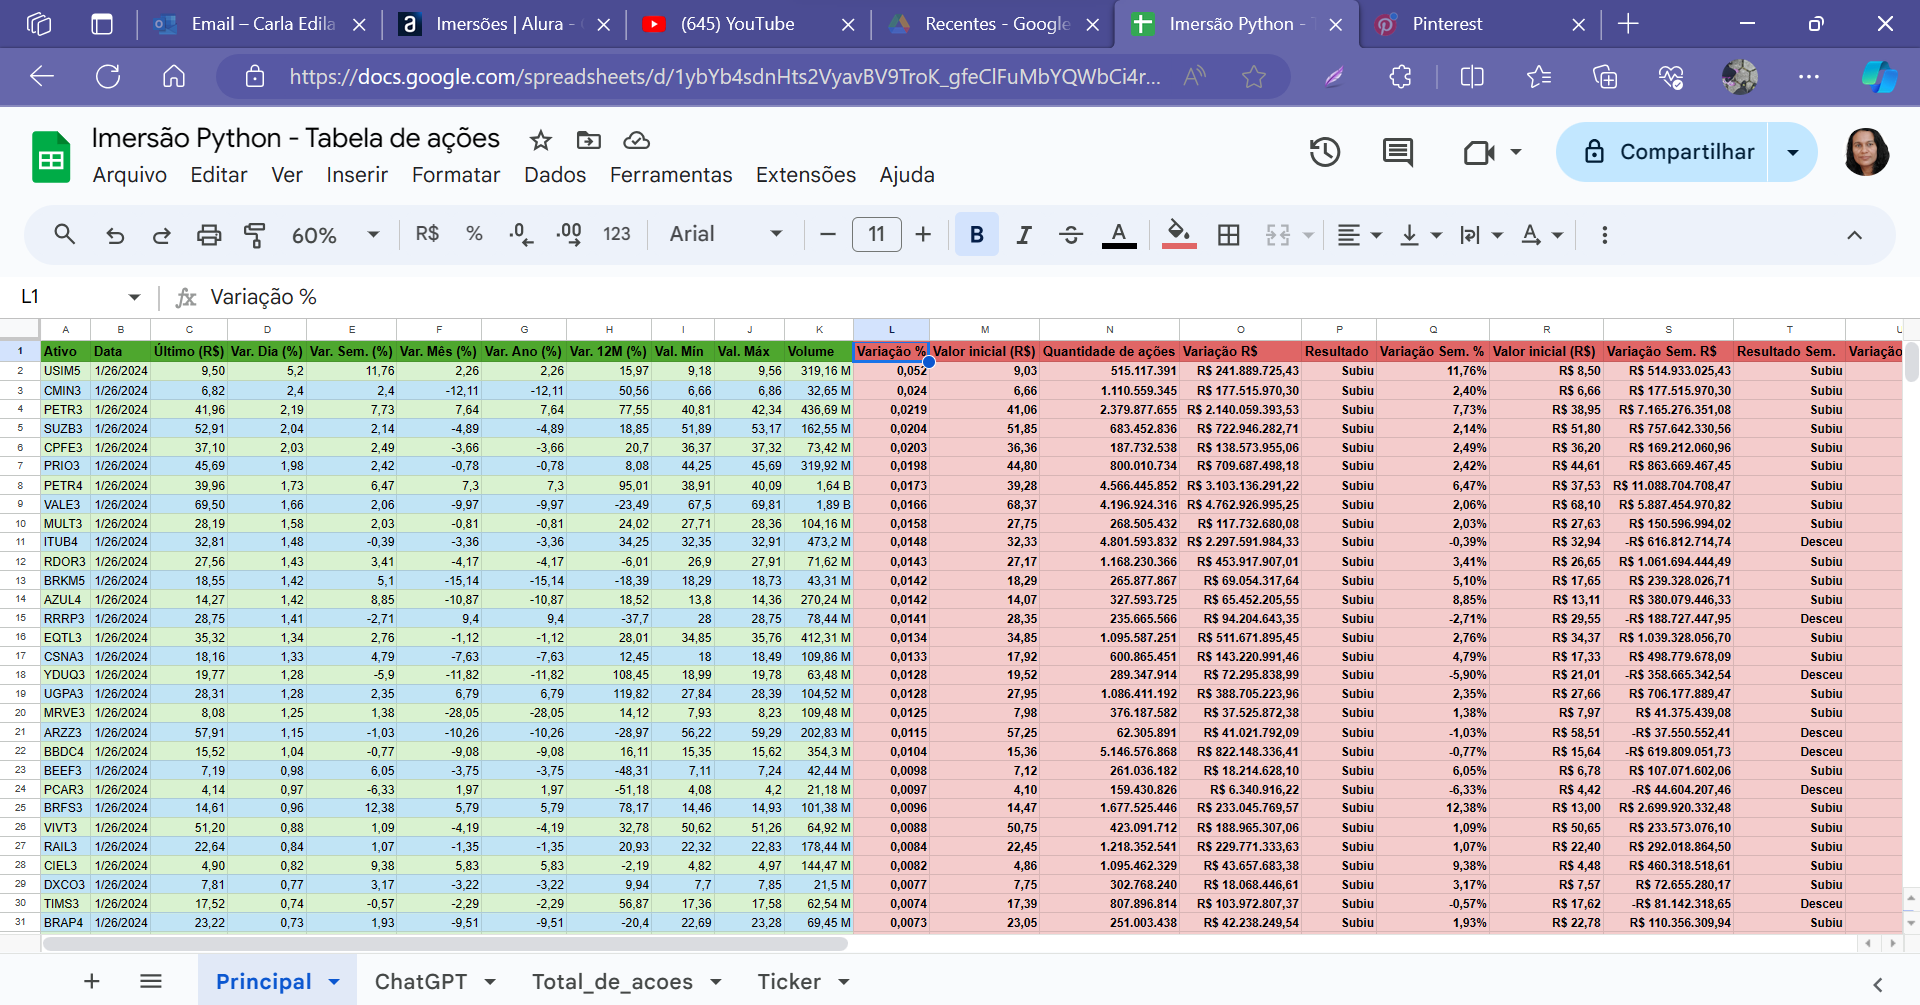 Email – Carla Edila
Imersões | Alura -
(645) YouTube
Recentes - Google
Imersão Python - T
Pinterest
https://docs.google.com/spreadsheets/d/1ybYb4sdnHts2VyavBV9TroK_gfeClFuMbYQWbCi4r...
Imersão Python - Tabela de ações
Compartilhar
Arquivo Editar Ver Inserir Formatar Dados Ferramentas Extensões Ajuda
60% R$ % .0 .00 123 Arial 11 B I S A
L1 fx Variação %
A B C D E F G H I J K L M N O P Q R S T U
1 Ativo Data Último (R$) Var. Dia (%) Var. Sem. (%) Var. Mês (%) Var. Ano (%) Var. 12M (%) Val. Mín Val. Máx Volume Variação % Valor inicial (R$) Quantidade de ações Variação R$ Resultado Variação Sem. % Valor inicial (R$) Variação Sem. R$ Resultado Sem. Variação
2 USIM5 1/26/2024 9,50 5,2 11,76 2,26 2,26 15,97 9,18 9,56 319,16 M 0,052 9,03 515.117.391 R$ 241.889.725,43 Subiu 11,76% R$ 8,50 R$ 514.933.025,43 Subiu
3 CMIN3 1/26/2024 6,82 2,4 2,4 -12,11 -12,11 50,56 6,66 6,86 32,65 M 0,024 6,66 1.110.559.345 R$ 177.515.970,30 Subiu 2,40% R$ 6,66 R$ 177.515.970,30 Subiu
4 PETR3 1/26/2024 41,96 2,19 7,73 7,64 7,64 77,55 40,81 42,34 436,69 M 0,0219 41,06 2.379.877.655 R$ 2.140.059.393,53 Subiu 7,73% R$ 38,95 R$ 7.165.276.351,08 Subiu
5 SUZB3 1/26/2024 52,91 2,04 2,14 -4,89 -4,89 18,85 51,89 53,17 162,55 M 0,0204 51,85 683.452.836 R$ 722.946.282,71 Subiu 2,14% R$ 51,80 R$ 757.642.330,56 Subiu
6 CPFE3 1/26/2024 37,10 2,03 2,49 -3,66 -3,66 20,7 36,37 37,32 73,42 M 0,0203 36,36 187.732.538 R$ 138.573.955,06 Subiu 2,49% R$ 36,20 R$ 169.212.060,96 Subiu
7 PRIO3 1/26/2024 45,69 1,98 2,42 -0,78 -0,78 8,08 44,25 45,69 319,92 M 0,0198 44,80 800.010.734 R$ 709.687.498,18 Subiu 2,42% R$ 44,61 R$ 863.669.467,45 Subiu
8 PETR4 1/26/2024 39,96 1,73 6,47 7,3 7,3 95,01 38,91 40,09 1,64 B 0,0173 39,28 4.566.445.852 R$ 3.103.136.291,22 Subiu 6,47% R$ 37,53 R$ 11.088.704.708,47 Subiu
9 VALE3 1/26/2024 69,50 1,66 2,06 -9,97 -9,97 -23,49 67,5 69,81 1,89 B 0,0166 68,37 4.196.924.316 R$ 4.762.926.995,25 Subiu 2,06% R$ 68,10 R$ 5.887.454.970,82 Subiu
10 MULT3 1/26/2024 28,19 1,58 2,03 -0,81 -0,81 24,02 27,71 28,36 104,16 M 0,0158 27,75 268.505.432 R$ 117.732.680,08 Subiu 2,03% R$ 27,63 R$ 150.596.994,02 Subiu
11 ITUB4 1/26/2024 32,81 1,48 -0,39 -3,36 -3,36 34,25 32,35 32,91 473,2 M 0,0148 32,33 4.801.593.832 R$ 2.297.591.984,33 Subiu -0,39% R$ 32,94 -R$ 616.812.714,74 Desceu
12 RDOR3 1/26/2024 27,56 1,43 3,41 -4,17 -4,17 -6,01 26,9 27,91 71,62 M 0,0143 27,17 1.168.230.366 R$ 453.917.907,01 Subiu 3,41% R$ 26,65 R$ 1.061.694.444,49 Subiu
13 BRKM5 1/26/2024 18,55 1,42 5,1 -15,14 -15,14 -18,39 18,29 18,73 43,31 M 0,0142 18,29 265.877.867 R$ 69.054.317,64 Subiu 5,10% R$ 17,65 R$ 239.328.026,71 Subiu
14 AZUL4 1/26/2024 14,27 1,42 8,85 -10,87 -10,87 18,52 13,8 14,36 270,24 M 0,0142 14,07 327.593.725 R$ 65.452.205,55 Subiu 8,85% R$ 13,11 R$ 380.079.446,33 Subiu
15 RRRP3 1/26/2024 28,75 1,41 -2,71 9,4 9,4 -37,7 28 28,75 78,44 M 0,0141 28,35 235.665.566 R$ 94.204.643,35 Subiu -2,71% R$ 29,55 -R$ 188.727.447,95 Desceu
16 EQTL3 1/26/2024 35,32 1,34 2,76 -1,12 -1,12 28,01 34,85 35,76 412,31 M 0,0134 34,85 1.095.587.251 R$ 511.671.895,45 Subiu 2,76% R$ 34,37 R$ 1.039.328.056,70 Subiu
17 CSNA3 1/26/2024 18,16 1,33 4,79 -7,63 -7,63 12,45 18 18,49 109,86 M 0,0133 17,92 600.865.451 R$ 143.220.991,46 Subiu 4,79% R$ 17,33 R$ 498.779.678,09 Subiu
18 YDUQ3 1/26/2024 19,77 1,28 -5,9 -11,82 -11,82 108,45 18,99 19,78 63,48 M 0,0128 19,52 289.347.914 R$ 72.295.838,99 Subiu -5,90% R$ 21,01 -R$ 358.665.342,54 Desceu
19 UGPA3 1/26/2024 28,31 1,28 2,35 6,79 6,79 119,82 27,84 28,39 104,52 M 0,0128 27,95 1.086.411.192 R$ 388.705.223,96 Subiu 2,35% R$ 27,66 R$ 706.177.889,47 Subiu
20 MRVE3 1/26/2024 8,08 1,25 1,38 -28,05 -28,05 14,12 7,93 8,23 109,48 M 0,0125 7,98 376.187.582 R$ 37.525.872,38 Subiu 1,38% R$ 7,97 R$ 41.375.439,08 Subiu
21 ARZZ3 1/26/2024 57,91 1,15 -1,03 -10,26 -10,26 -28,97 56,22 59,29 202,83 M 0,0115 57,25 62.305.891 R$ 41.021.792,09 Subiu -1,03% R$ 58,51 -R$ 37.550.552,41 Desceu
22 BBDC4 1/26/2024 15,52 1,04 -0,77 -9,08 -9,08 16,11 15,35 15,62 354,3 M 0,0104 15,36 5.146.576.868 R$ 822.148.336,41 Subiu -0,77% R$ 15,64 -R$ 619.809.051,73 Desceu
23 BEEF3 1/26/2024 7,19 0,98 6,05 -3,75 -3,75 -48,31 7,11 7,24 42,44 M 0,0098 7,12 261.036.182 R$ 18.214.628,10 Subiu 6,05% R$ 6,78 R$ 107.071.602,06 Subiu
24 PCAR3 1/26/2024 4,14 0,97 -6,33 1,97 1,97 -51,18 4,08 4,2 21,18 M 0,0097 4,10 159.430.826 R$ 6.340.916,22 Subiu -6,33% R$ 4,42 -R$ 44.604.207,46 Desceu
25 BRFS3 1/26/2024 14,61 0,96 12,38 5,79 5,79 78,17 14,46 14,93 101,38 M 0,0096 14,47 1.677.525.446 R$ 233.045.769,57 Subiu 12,38% R$ 13,00 R$ 2.699.920.332,48 Subiu
26 VIVT3 1/26/2024 51,20 0,88 1,09 -4,19 -4,19 32,78 50,62 51,26 64,92 M 0,0088 50,75 423.091.712 R$ 188.965.307,06 Subiu 1,09% R$ 50,65 R$ 233.573.076,10 Subiu
27 RAIL3 1/26/2024 22,64 0,84 1,07 -1,35 -1,35 20,93 22,32 22,83 178,44 M 0,0084 22,45 1.218.352.541 R$ 229.771.333,63 Subiu 1,07% R$ 22,40 R$ 292.018.864,50 Subiu
28 CIEL3 1/26/2024 4,90 0,82 9,38 5,83 5,83 -2,19 4,82 4,97 144,47 M 0,0082 4,86 1.095.462.329 R$ 43.657.683,38 Subiu 9,38% R$ 4,48 R$ 460.318.518,61 Subiu
29 DXCO3 1/26/2024 7,81 0,77 3,17 -3,22 -3,22 9,94 7,7 7,85 21,5 M 0,0077 7,75 302.768.240 R$ 18.068.446,61 Subiu 3,17% R$ 7,57 R$ 72.655.280,17 Subiu
30 TIMS3 1/26/2024 17,52 0,74 -0,57 -2,29 -2,29 56,87 17,36 17,58 62,54 M 0,0074 17,39 807.896.814 R$ 103.972.807,37 Subiu -0,57% R$ 17,62 -R$ 81.142.318,65 Desceu
31 BRAP4 1/26/2024 23,22 0,73 1,93 -9,51 -9,51 -20,4 22,69 23,28 69,45 M 0,0073 23,05 251.003.438 R$ 42.238.249,54 Subiu 1,93% R$ 22,78 R$ 110.356.309,94 Subiu
Principal ChatGPT Total_de_acoes Ticker